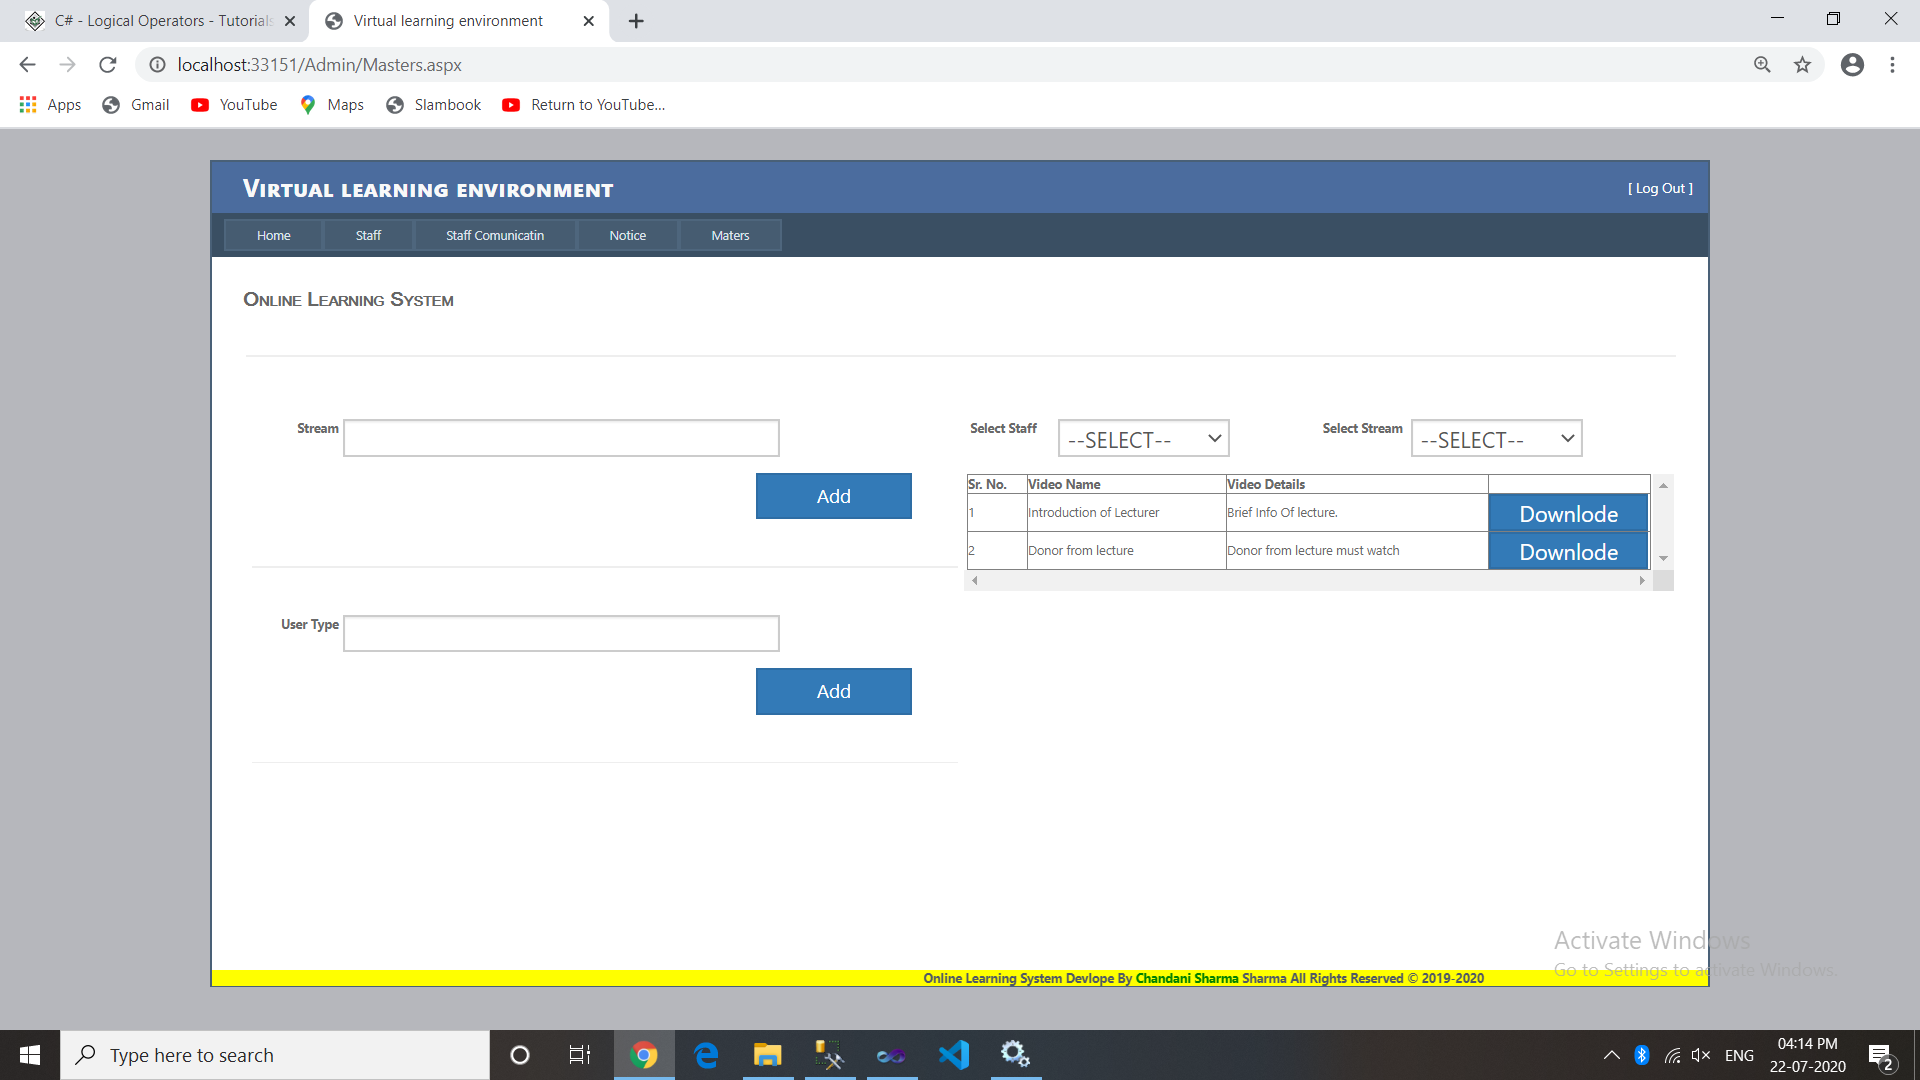 C# - Logical Operators - Tutorials
Virtual learning environment
localhost:33151/Admin/Masters.aspx
Apps Gmail YouTube Maps Slambook Return to YouTube...
Virtual learning environment
[ Log Out ]
Home Staff Staff Comunicatin Notice Maters
Online Learning System
Stream
Add
User Type
Add
Select Staff --SELECT-- Select Stream --SELECT--
Sr. No. Video Name Video Details
1 Introduction of Lecturer Brief Info Of lecture. Downlode
2 Donor from lecture Donor from lecture must watch Downlode
Activate Windows
Go to Settings to activate Windows.
Online Learning System Devlope By Chandani Sharma Sharma All Rights Reserved © 2019-2020
Type here to search
ENG
04:14 PM
22-07-2020
2